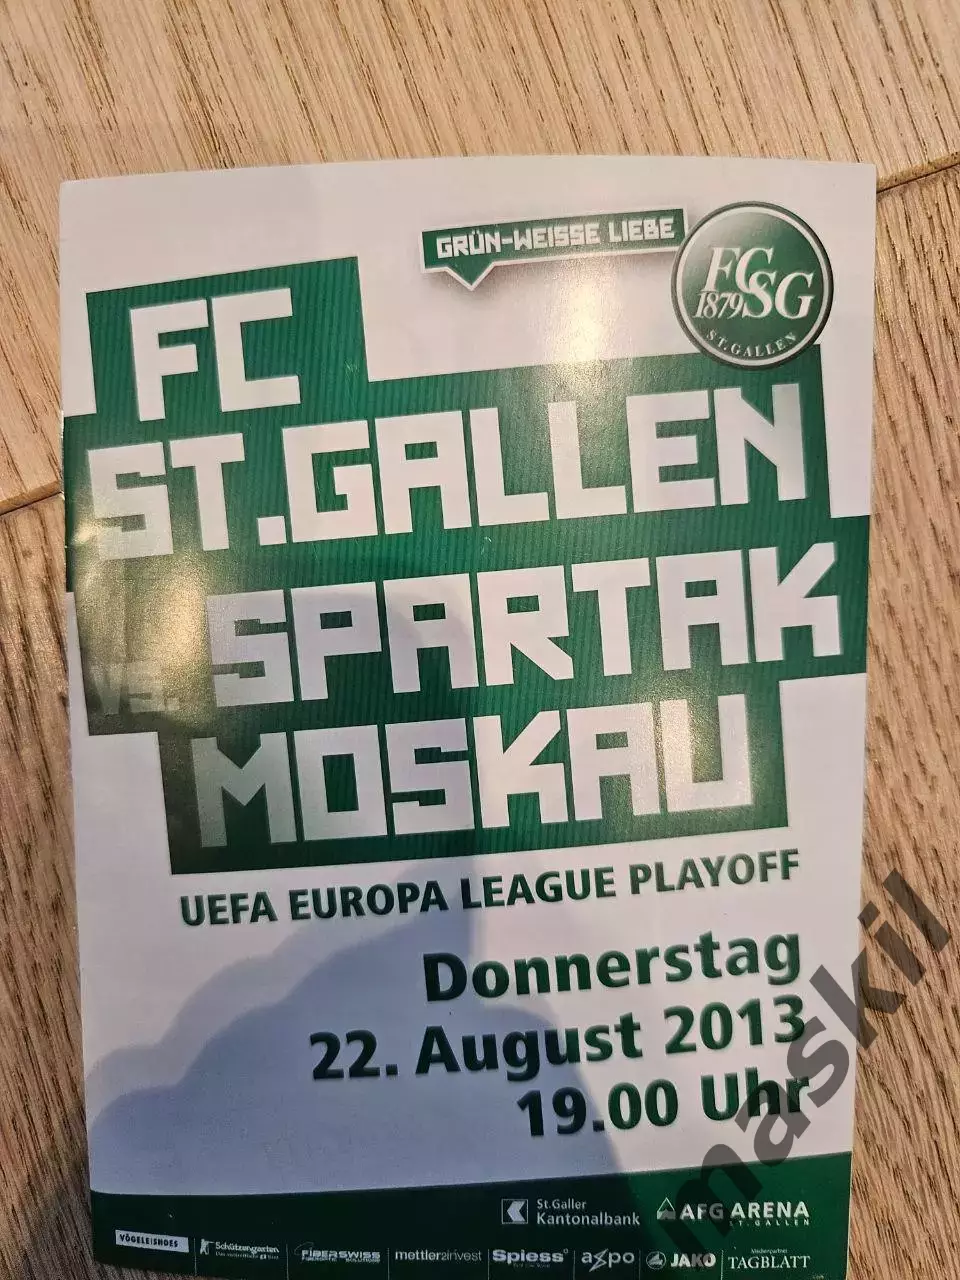 GRÜN-WEISSE LIEBE
FCSG
1879
ST.GALLEN
FC
ST.GALLEN
VS. SPARTAK
MOSKAU
UEFA EUROPA LEAGUE PLAYOFF
Donnerstag
22. August 2013
19.00 Uhr
St.Galler
Kantonalbank
AFG ARENA
ST. GALLEN
VÖGELE SHOES
Schützengarten
FIBERSWISS
mettler2invest
Spiess
axpo
JAKO
Medienpartner
TAGBLATT
maskil